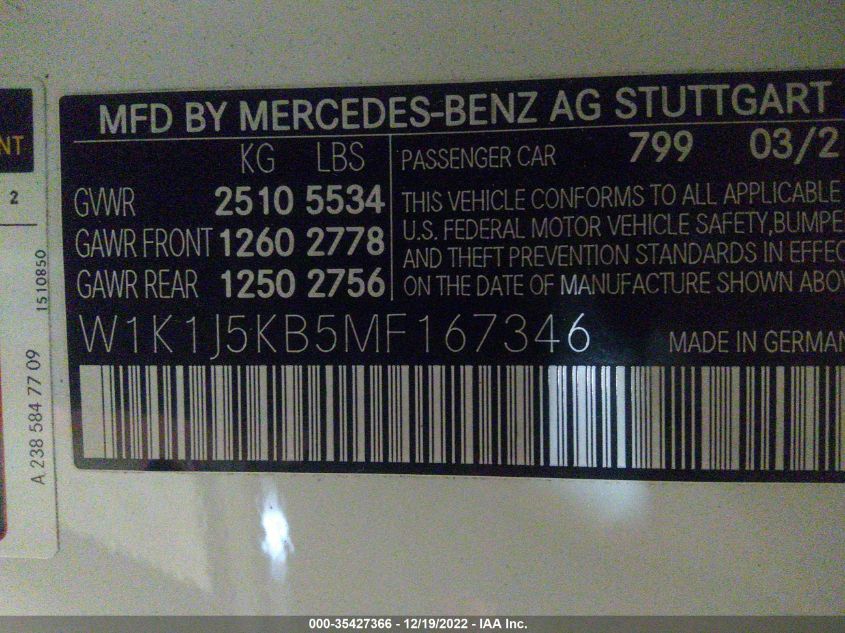 MFD BY MERCEDES-BENZ AG STUTTGART
KG LBS
PASSENGER CAR 799 03/2
GVWR 2510 5534
GAWR FRONT 1260 2778
GAWR REAR 1250 2756
THIS VEHICLE CONFORMS TO ALL APPLICABLE
U.S. FEDERAL MOTOR VEHICLE SAFETY,BUMPE
AND THEFT PREVENTION STANDARDS IN EFFEC
ON THE DATE OF MANUFACTURE SHOWN ABOV
W1K1J5KB5MF167346
MADE IN GERMAN
NT
2
1510850
A 238 584 77 09
000-35427366 - 12/19/2022 - IAA Inc.